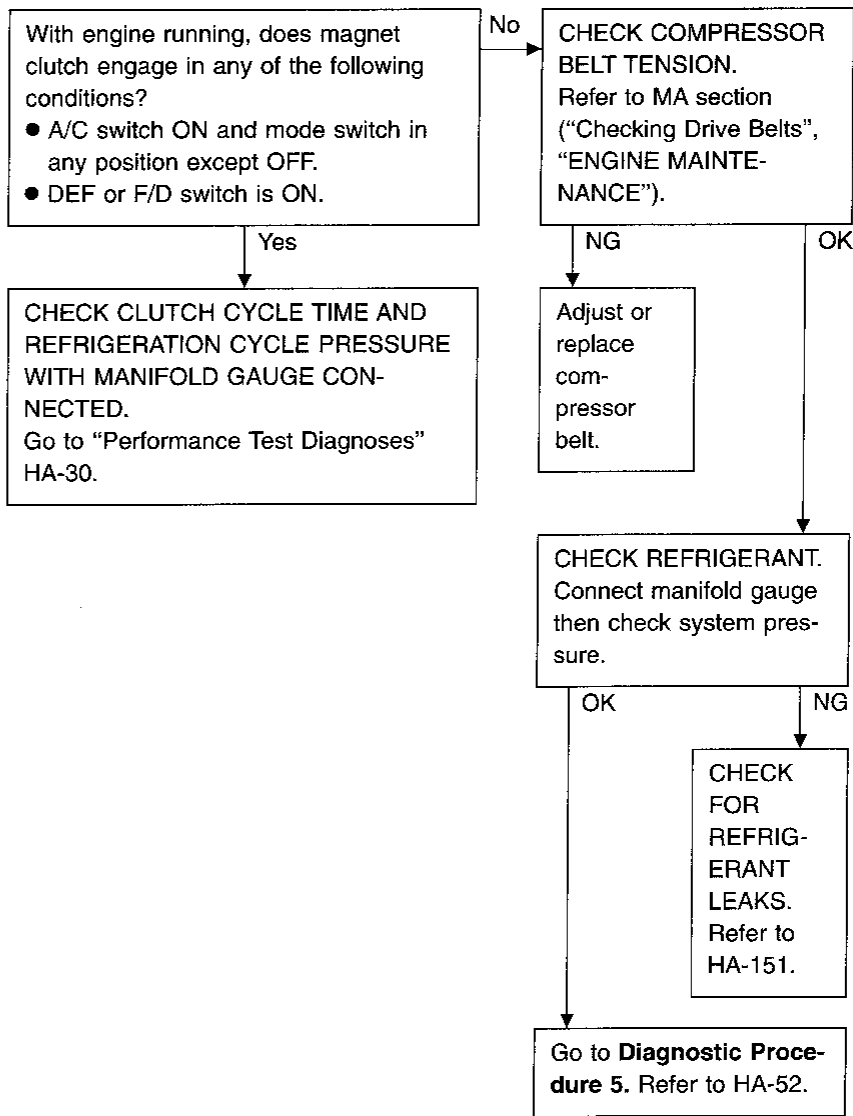 With engine running, does magnet
clutch engage in any of the following
conditions?
● A/C switch ON and mode switch in
any position except OFF.
● DEF or F/D switch is ON.
No
CHECK COMPRESSOR
BELT TENSION.
Refer to MA section
(“Checking Drive Belts”,
“ENGINE MAINTE-
NANCE”).
Yes
NG
OK
CHECK CLUTCH CYCLE TIME AND
REFRIGERATION CYCLE PRESSURE
WITH MANIFOLD GAUGE CON-
NECTED.
Go to “Performance Test Diagnoses”
HA-30.
Adjust or
replace
com-
pressor
belt.
CHECK REFRIGERANT.
Connect manifold gauge
then check system pres-
sure.
OK
NG
CHECK
FOR
REFRIG-
ERANT
LEAKS.
Refer to
HA-151.
Go to Diagnostic Proce-
dure 5. Refer to HA-52.